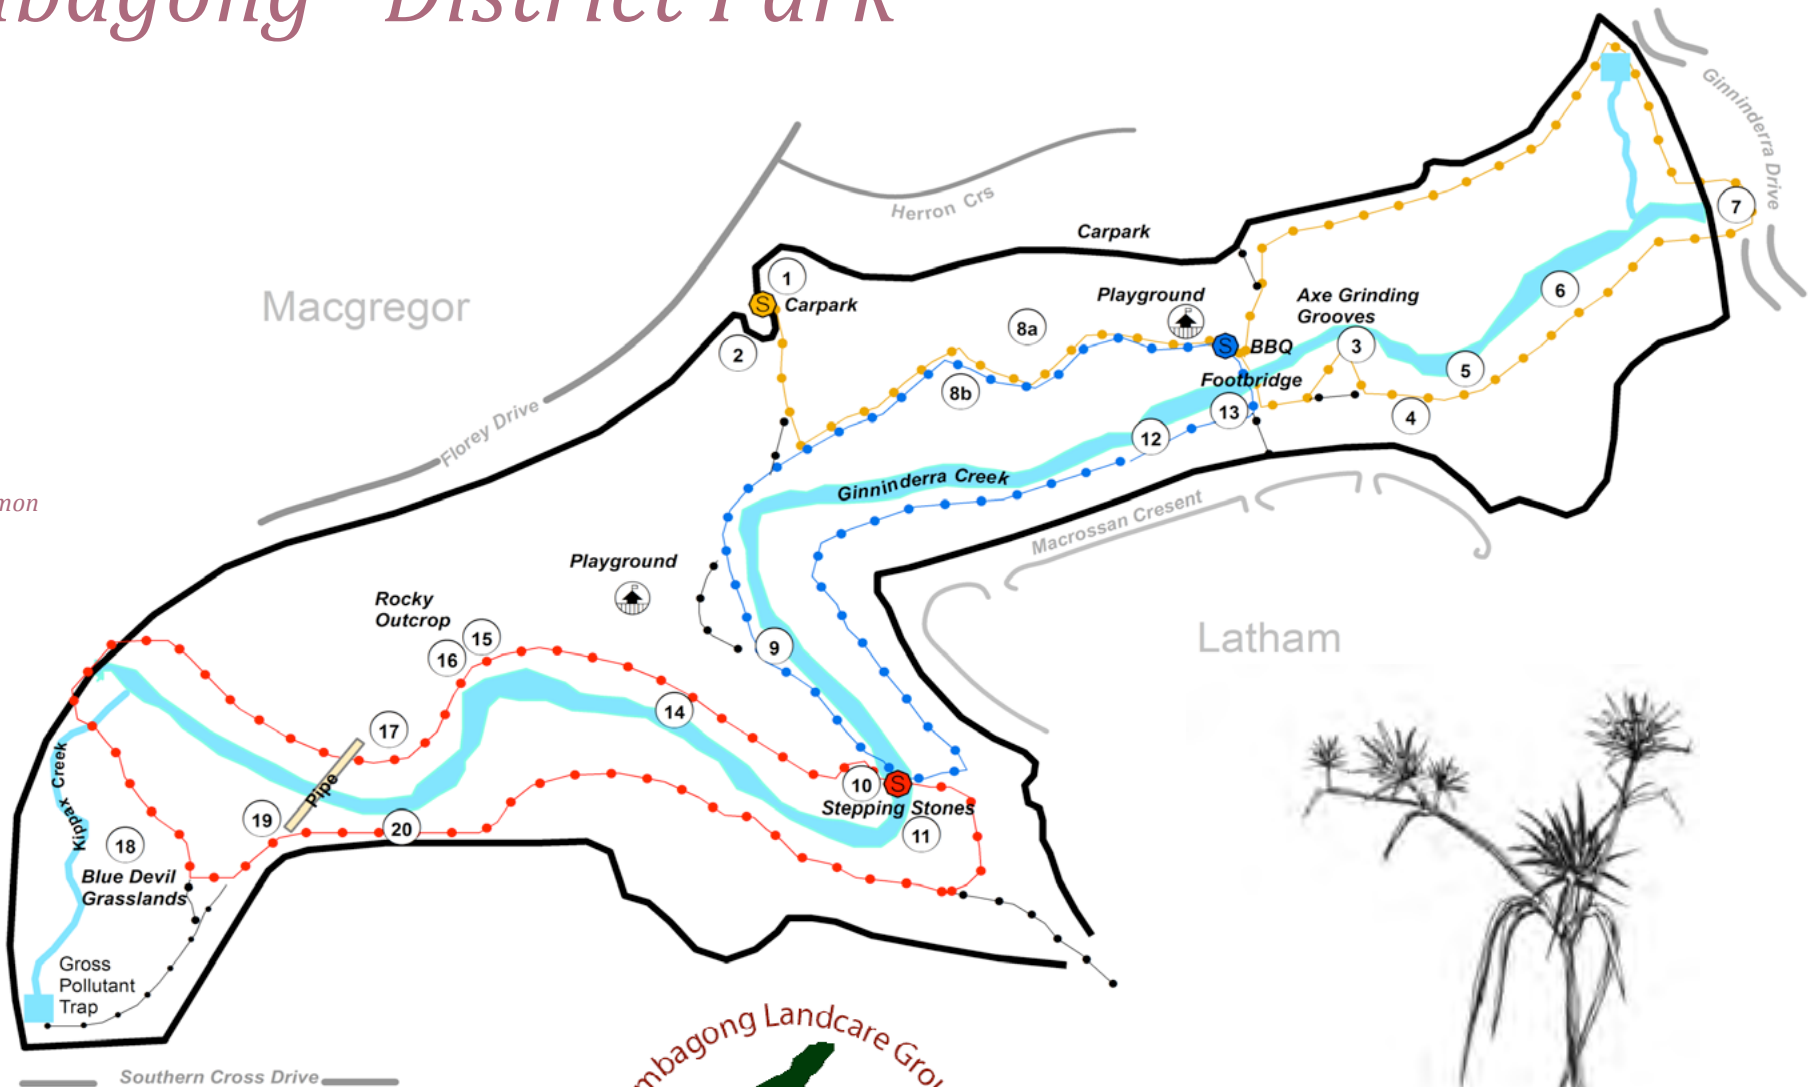 District Park
Ginninderra Drive
7
Herron Crs
Carpark
1
S
Carpark
Macgregor
2
8a
Playground
S
BBQ
Axe Grinding
Grooves
3
6
5
4
8b
Footbridge
13
12
Florey Drive
Ginninderra Creek
Macrossan Cresent
Playground
Rocky
Outcrop
15
16
9
Latham
14
17
10
S
Stepping Stones
11
Pipe
19
20
Kippax Creek
18
Blue Devil
Grasslands
Gross
Pollutant
Trap
Landcare
Southern Cross Drive